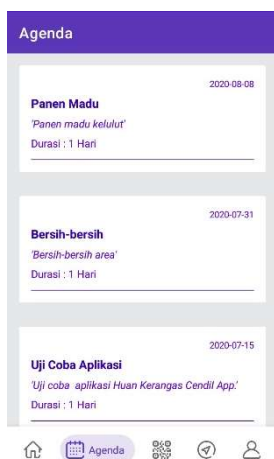 Agenda
2020-08-08
Panen Madu
'Panen madu kelulut'
Durasi : 1 Hari
2020-07-31
Bersih-bersih
'Bersih-bersih area'
Durasi : 1 Hari
2020-07-15
Uji Coba Aplikasi
'Uji coba aplikasi Huan Kerangas Cendil App.'
Durasi : 1 Hari
Agenda